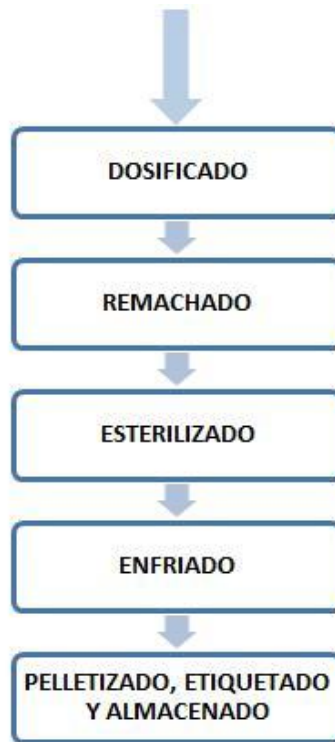 DOSIFICADO
REMACHADO
ESTERILIZADO
ENFRIADO
PELLETIZADO, ETIQUETADO
Y ALMACENADO